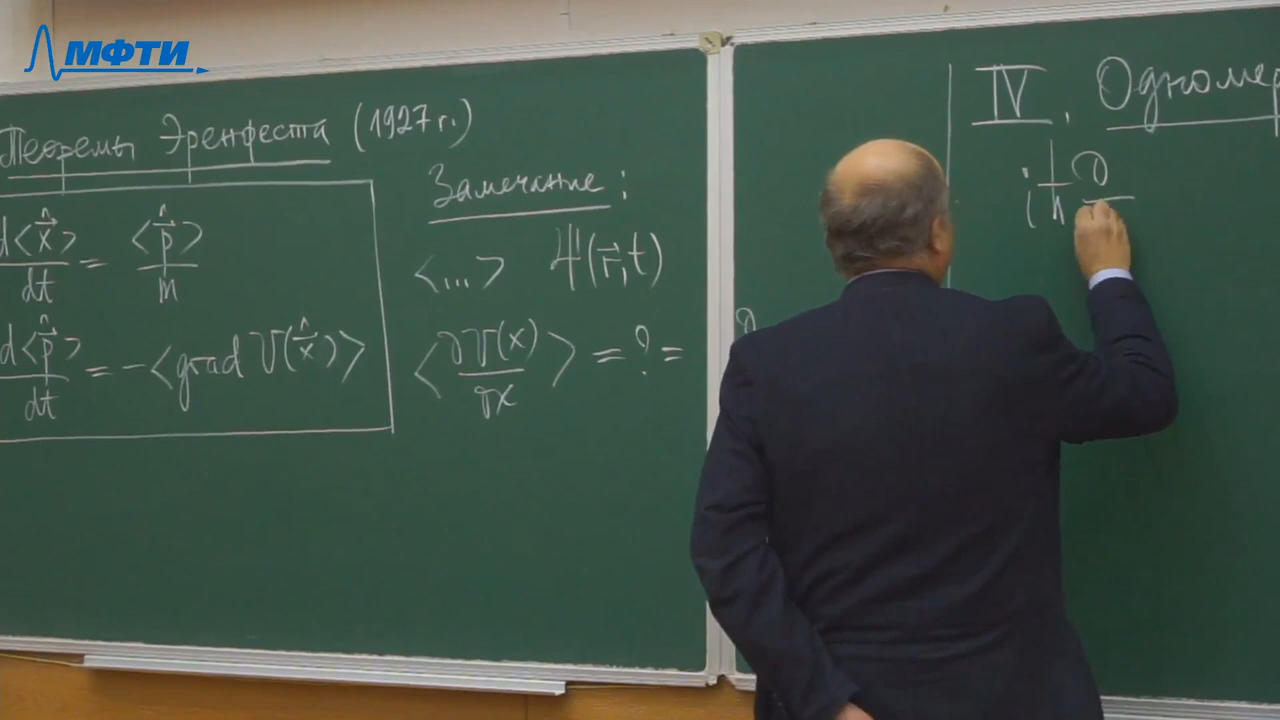 МФТИ
Теоремы Эренфеста (1927 г.)
d<x̂⃗>/dt = <p̂⃗>/m
d<p̂⃗>/dt = -<grad V(x̂⃗)>
Замечание:
<...> Ψ(r⃗,t)
<∂V(x)/∂x> = ? =
∂
IV. Одномер
iħ ∂